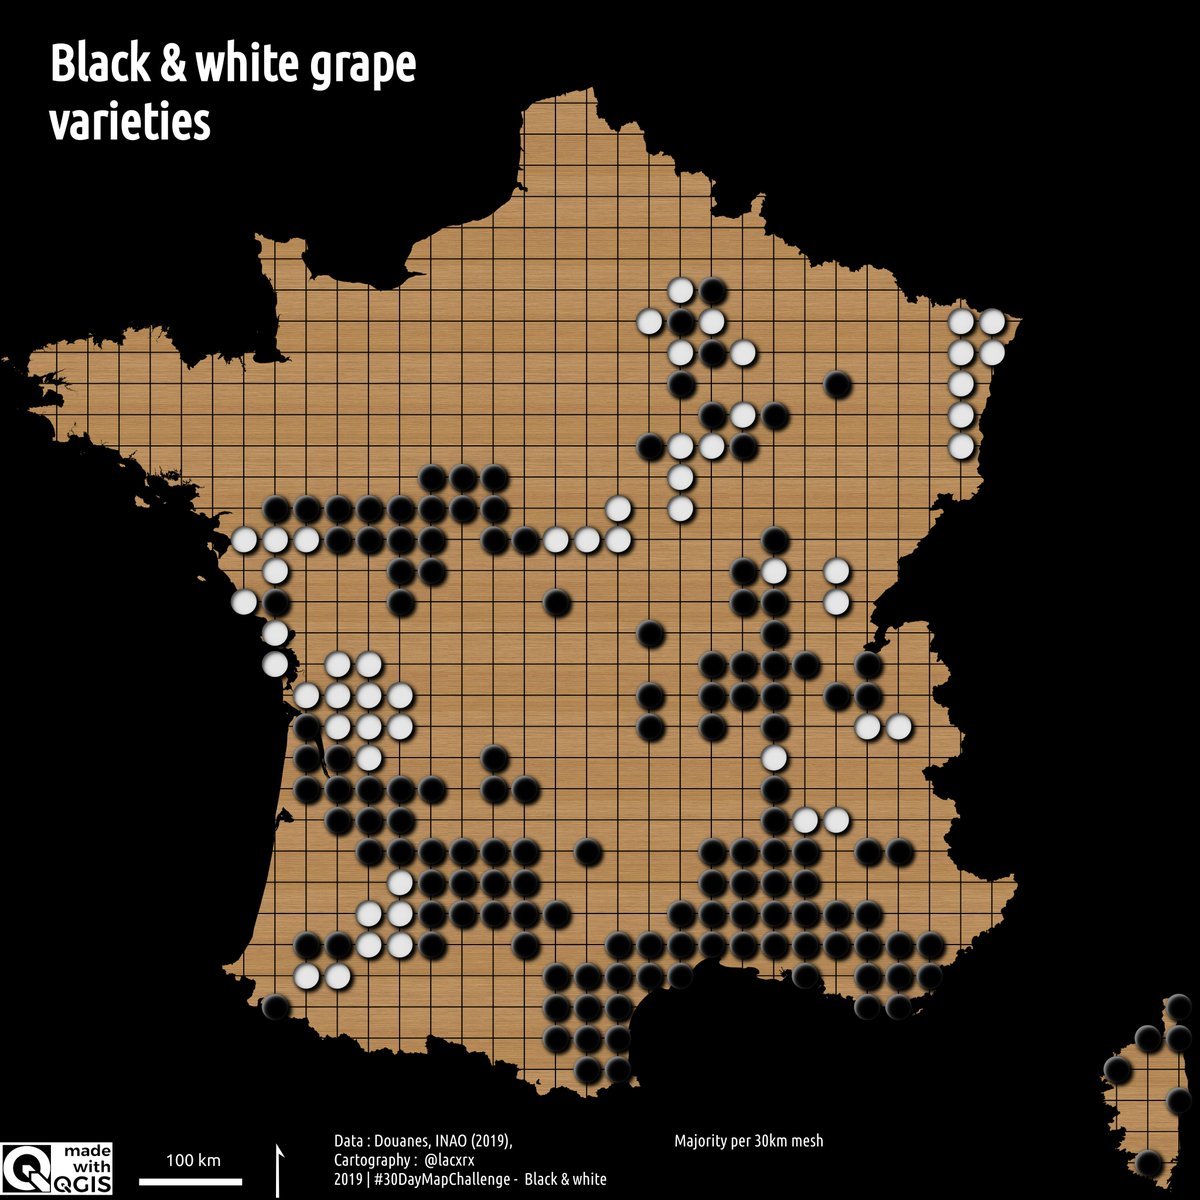 Black & white grape
varieties
made
with
QGIS
100 km
Data : Douanes, INAO (2019),
Cartography : @lacxrx
2019 | #30DayMapChallenge - Black & white
Majority per 30km mesh